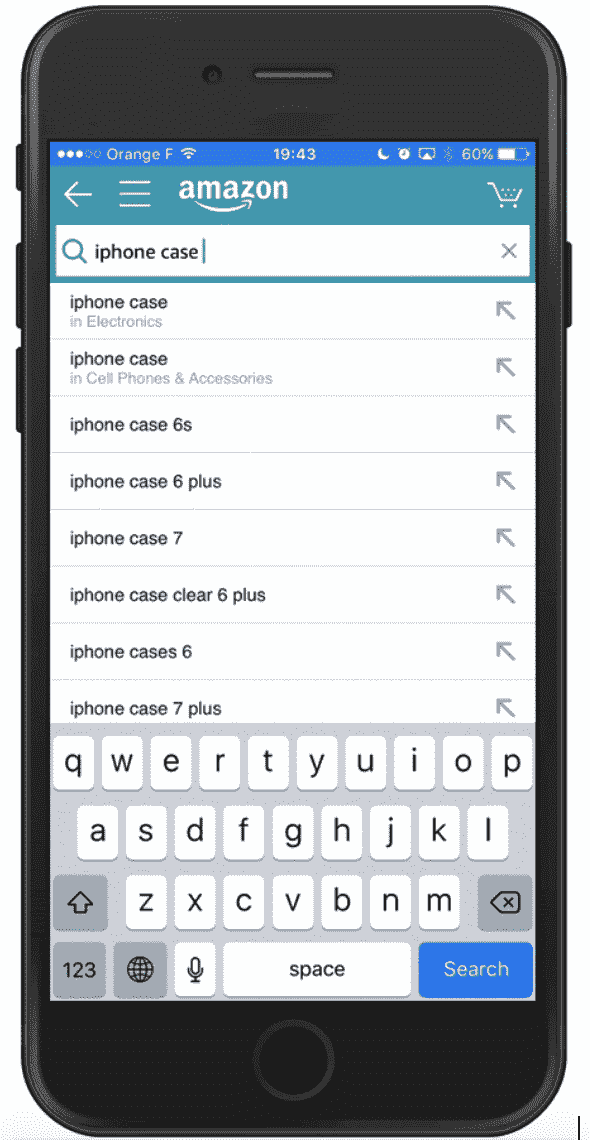 Orange F 19:43 60%
amazon
iphone case
iphone case
in Electronics
iphone case
in Cell Phones & Accessories
iphone case 6s
iphone case 6 plus
iphone case 7
iphone case clear 6 plus
iphone cases 6
iphone case 7 plus
q w e r t y u i o p
a s d f g h j k l
z x c v b n m
123 space Search